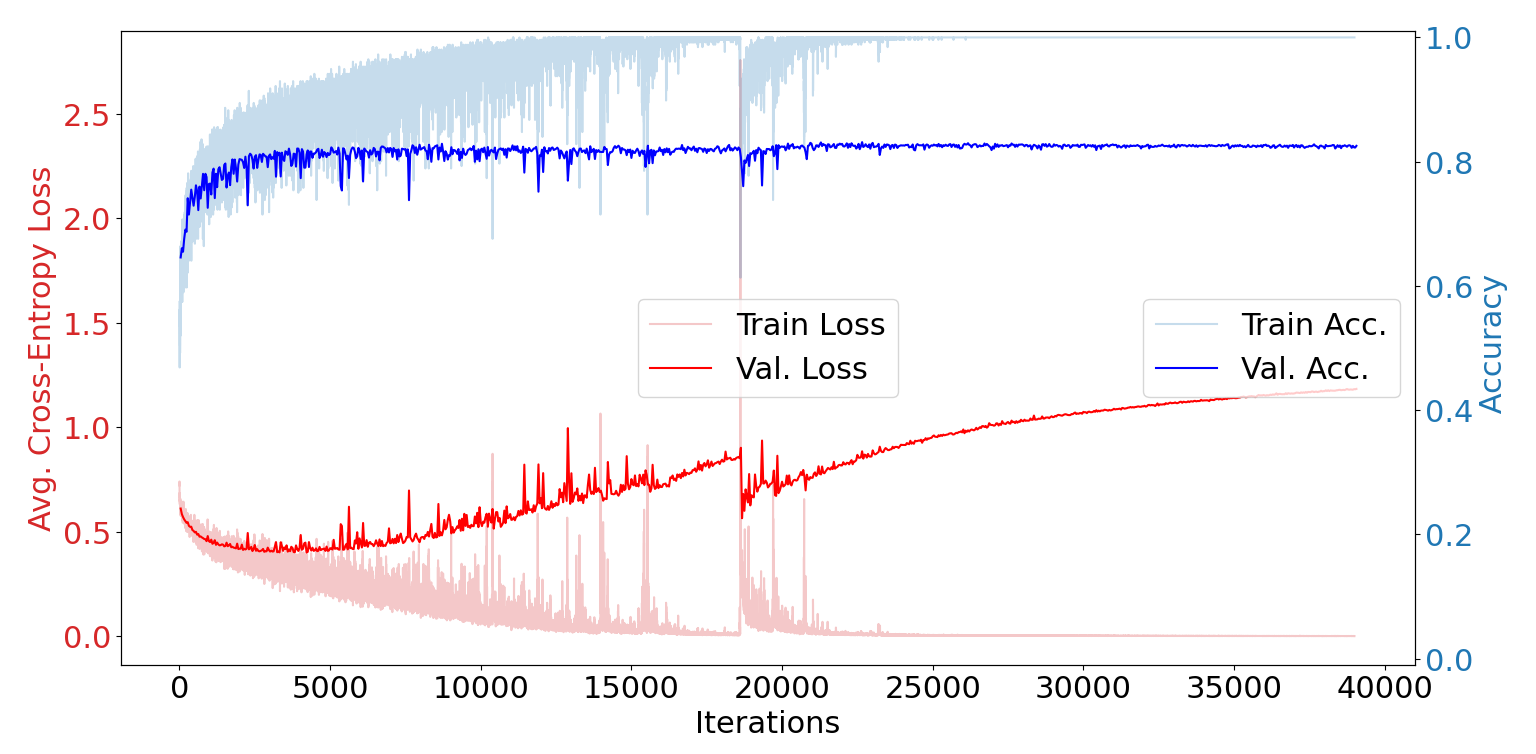 Avg. Cross-Entropy Loss
2.5
2.0
1.5
1.0
0.5
0.0
1.0
0.8
0.6
0.4
0.2
0.0
Accuracy
Train Loss
Val. Loss
Train Acc.
Val. Acc.
0 5000 10000 15000 20000 25000 30000 35000 40000
Iterations